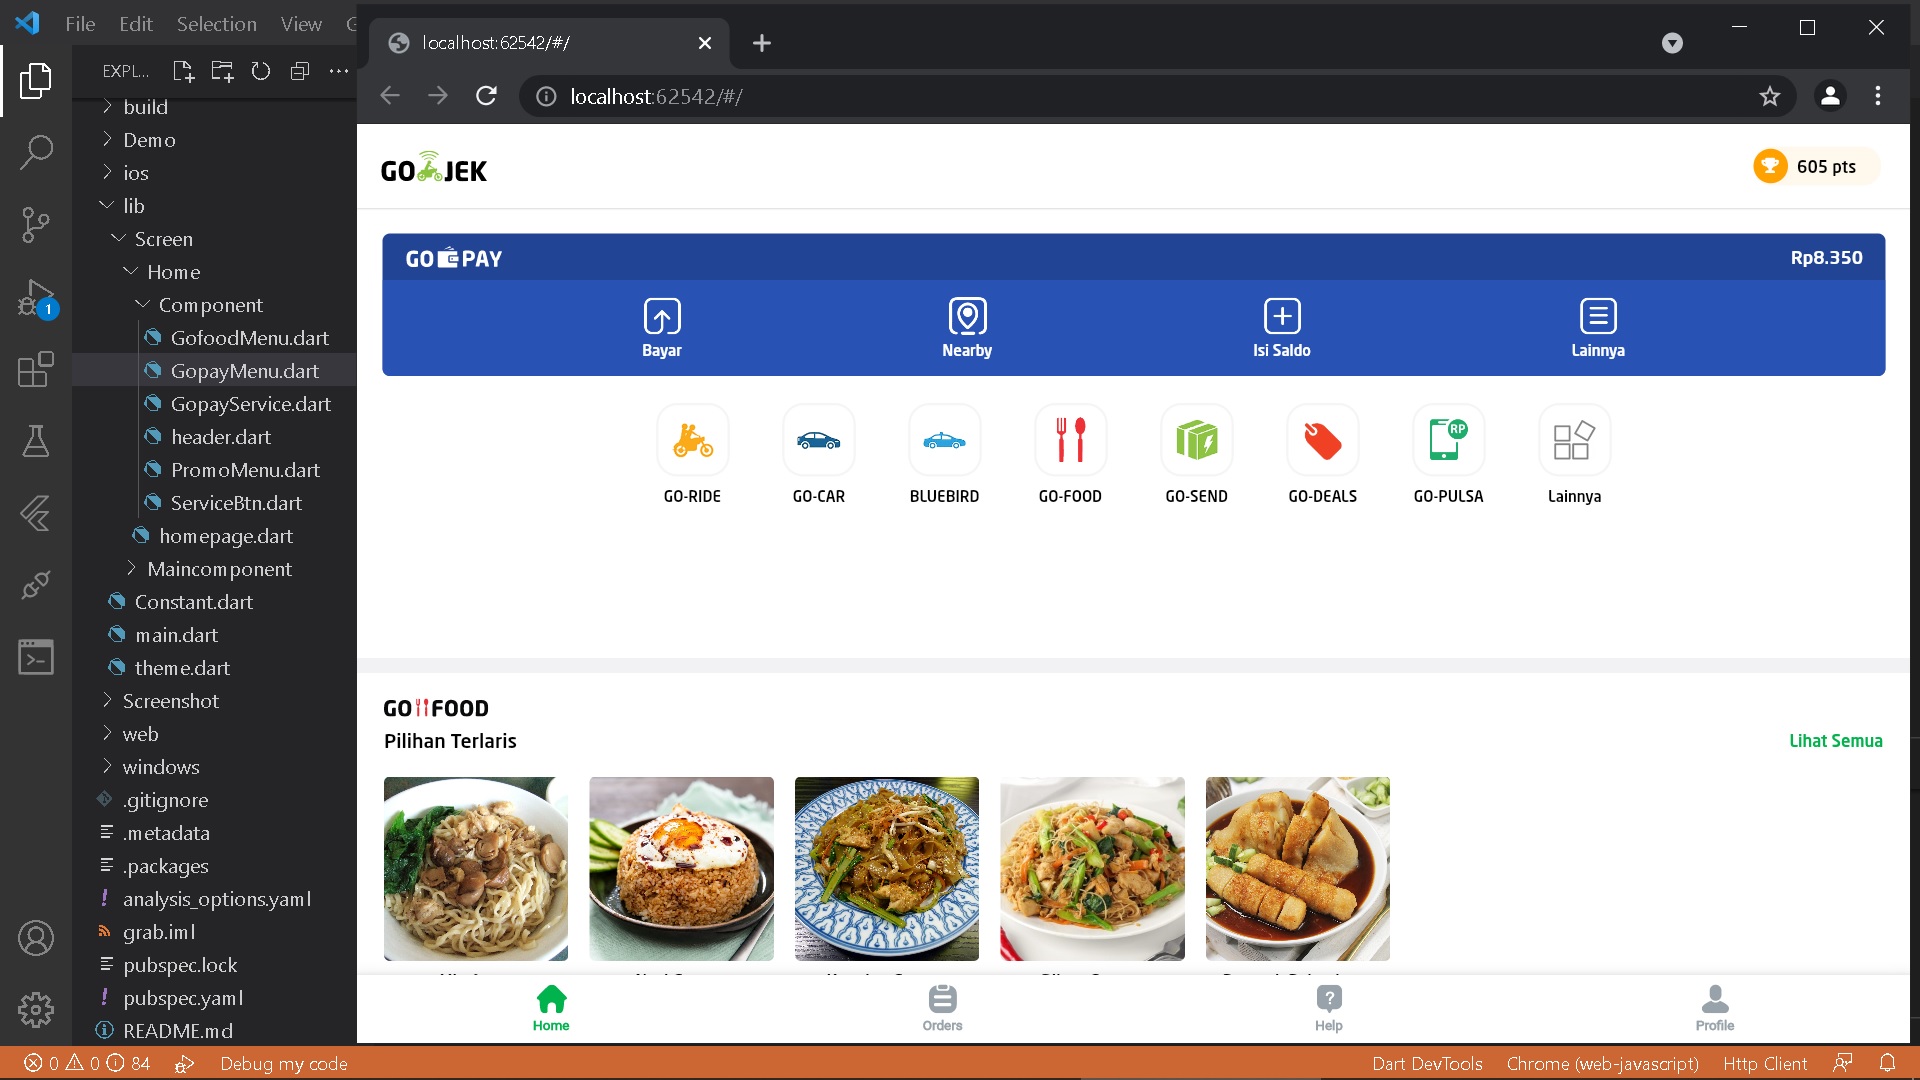 File Edit Selection View G
localhost:62542/#/
EXPL...
localhost:62542/#/
build
Demo
ios
lib
Screen
Home
Component
GofoodMenu.dart
GopayMenu.dart
GopayService.dart
header.dart
PromoMenu.dart
ServiceBtn.dart
homepage.dart
Maincomponent
Constant.dart
main.dart
theme.dart
Screenshot
web
windows
.gitignore
.metadata
.packages
analysis_options.yaml
grab.iml
pubspec.lock
pubspec.yaml
README.md
1
GO JEK
605 pts
GO PAY
Rp8.350
Bayar
Nearby
Isi Saldo
Lainnya
RP
GO-RIDE
GO-CAR
BLUEBIRD
GO-FOOD
GO-SEND
GO-DEALS
GO-PULSA
Lainnya
GO FOOD
Pilihan Terlaris
Lihat Semua
Home
Orders
Help
Profile
0 0 84 Debug my code
Dart DevTools Chrome (web-javascript) Http Client